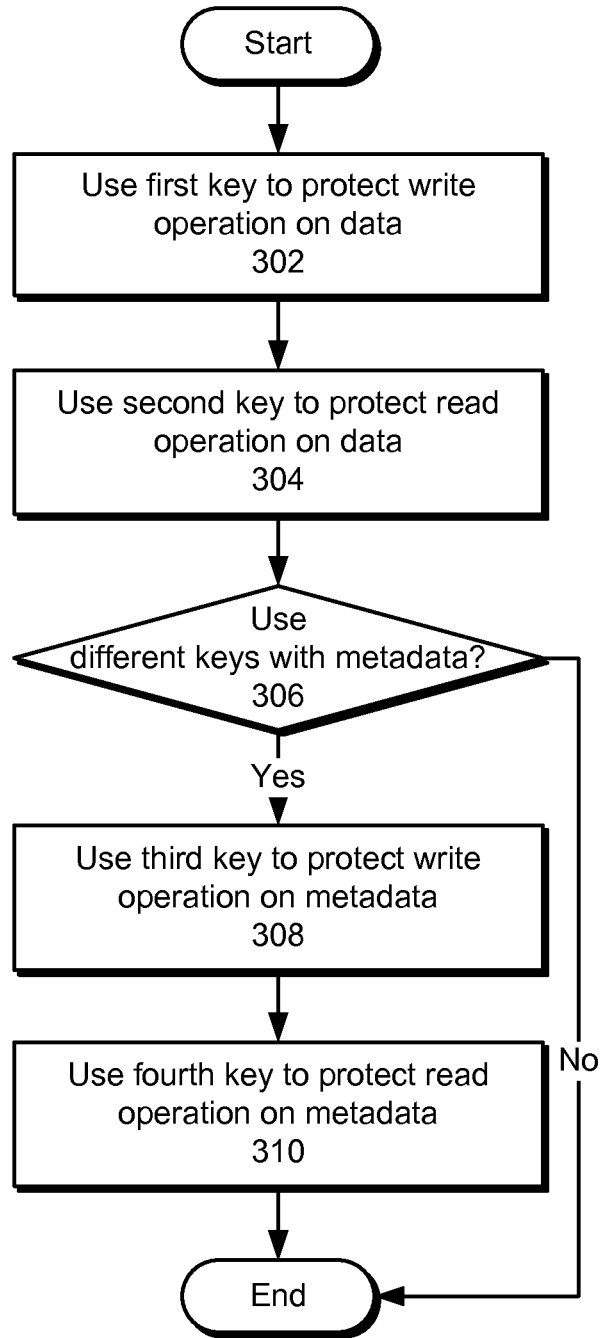 Start
Use first key to protect write
operation on data
302
Use second key to protect read
operation on data
304
Use
different keys with metadata?
306
Yes
Use third key to protect write
operation on metadata
308
Use fourth key to protect read
operation on metadata
310
No
End